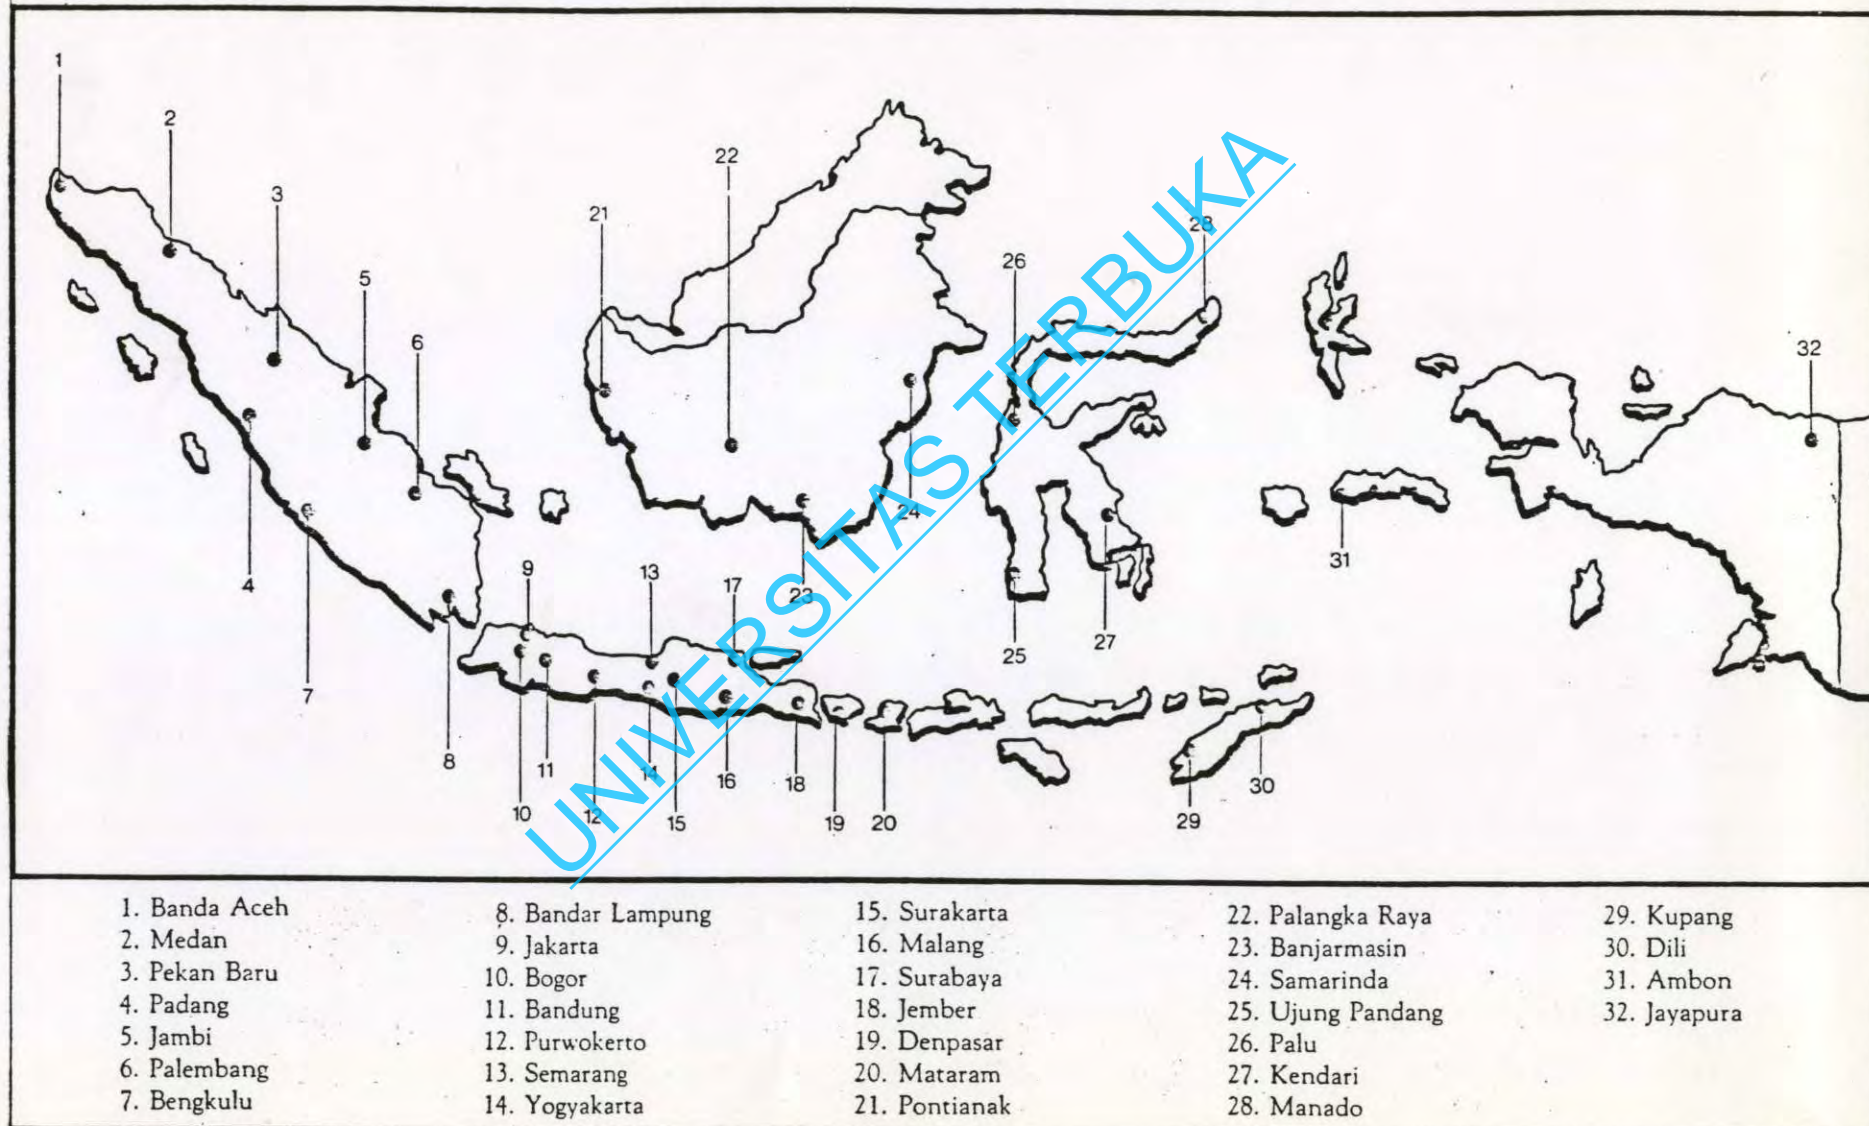 1
2
3
4
5
6
7
8
9
10
11
12
13
14
15
16
17
18
19
20
21
22
23
24
25
26
27
28
29
30
31
32
UNIVERSITAS TERBUKA
1. Banda Aceh
2. Medan
3. Pekan Baru
4. Padang
5. Jambi
6. Palembang
7. Bengkulu
8. Bandar Lampung
9. Jakarta
10. Bogor
11. Bandung
12. Purwokerto
13. Semarang
14. Yogyakarta
15. Surakarta
16. Malang
17. Surabaya
18. Jember
19. Denpasar
20. Mataram
21. Pontianak
22. Palangka Raya
23. Banjarmasin
24. Samarinda
25. Ujung Pandang
26. Palu
27. Kendari
28. Manado
29. Kupang
30. Dili
31. Ambon
32. Jayapura